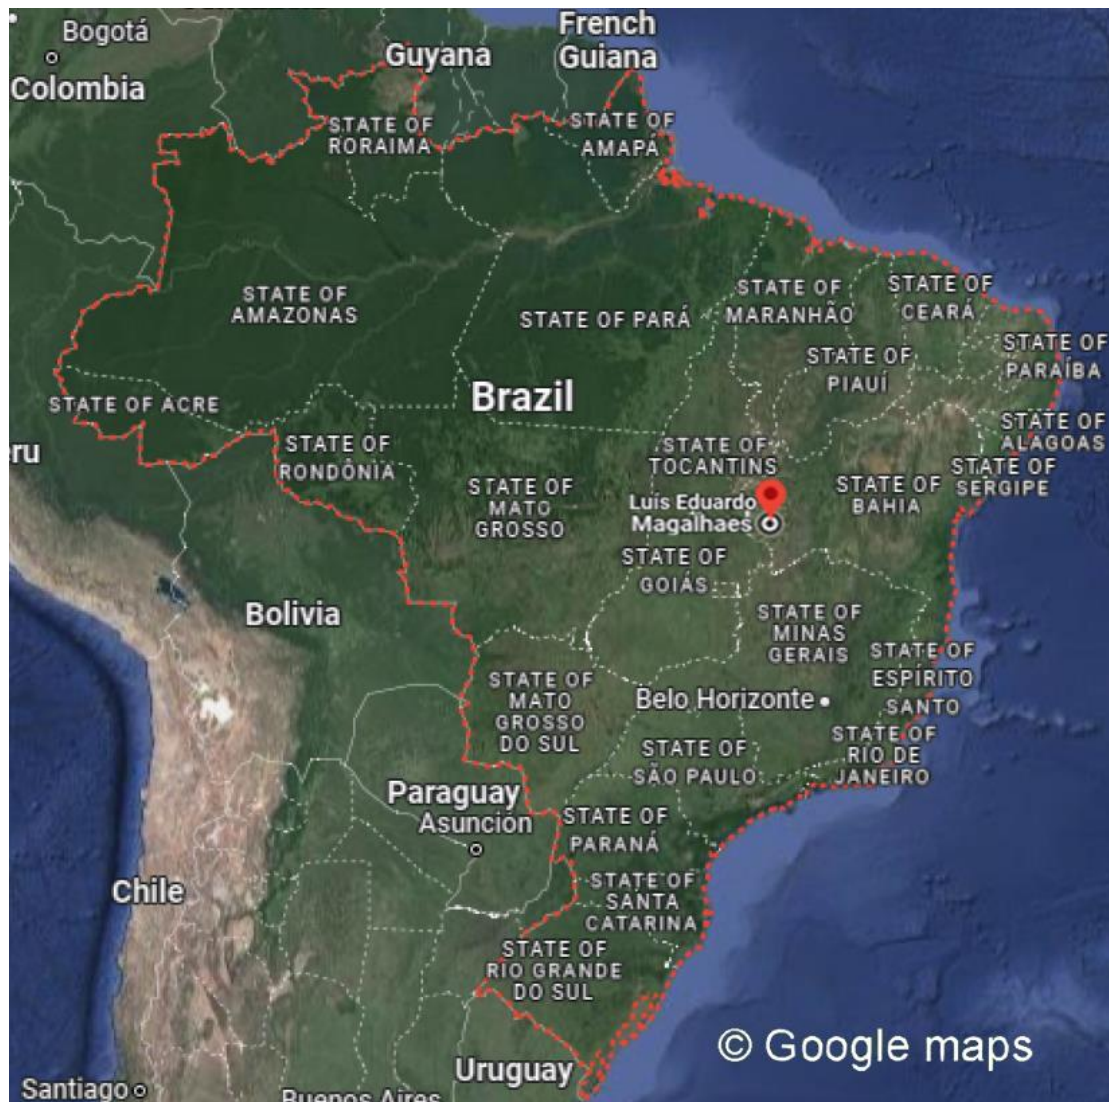 Bogotá
Colombia
Guyana
French
Guiana
STATE OF
RORAIMA
STATE OF
AMAPÁ
STATE OF
AMAZONAS
STATE OF PARÁ
STATE OF
MARANHÃO
STATE OF
CEARÁ
STATE OF
PARAÍBA
STATE OF
PIAUÍ
Brazil
STATE OF ACRE
STATE OF
ALAGOAS
ru
STATE OF
RONDÔNIA
STATE OF
TOCANTINS
STATE OF
SERGIPE
STATE OF
MATO
GROSSO
Luís Eduardo
Magalhaes
STATE OF
BAHIA
STATE OF
GOIÁS
Bolivia
STATE OF
MINAS
GERAIS
STATE OF
ESPÍRITO
SANTO
STATE OF
MATO
GROSSO
DO SUL
Belo Horizonte
STATE OF
RIO DE
JANEIRO
STATE OF
SÃO PAULO
Paraguay
Asunción
STATE OF
PARANÁ
Chile
STATE OF
SANTA
CATARINA
STATE OF
RIO GRANDE
DO SUL
© Google maps
Uruguay
Santiago
Buenos Aires